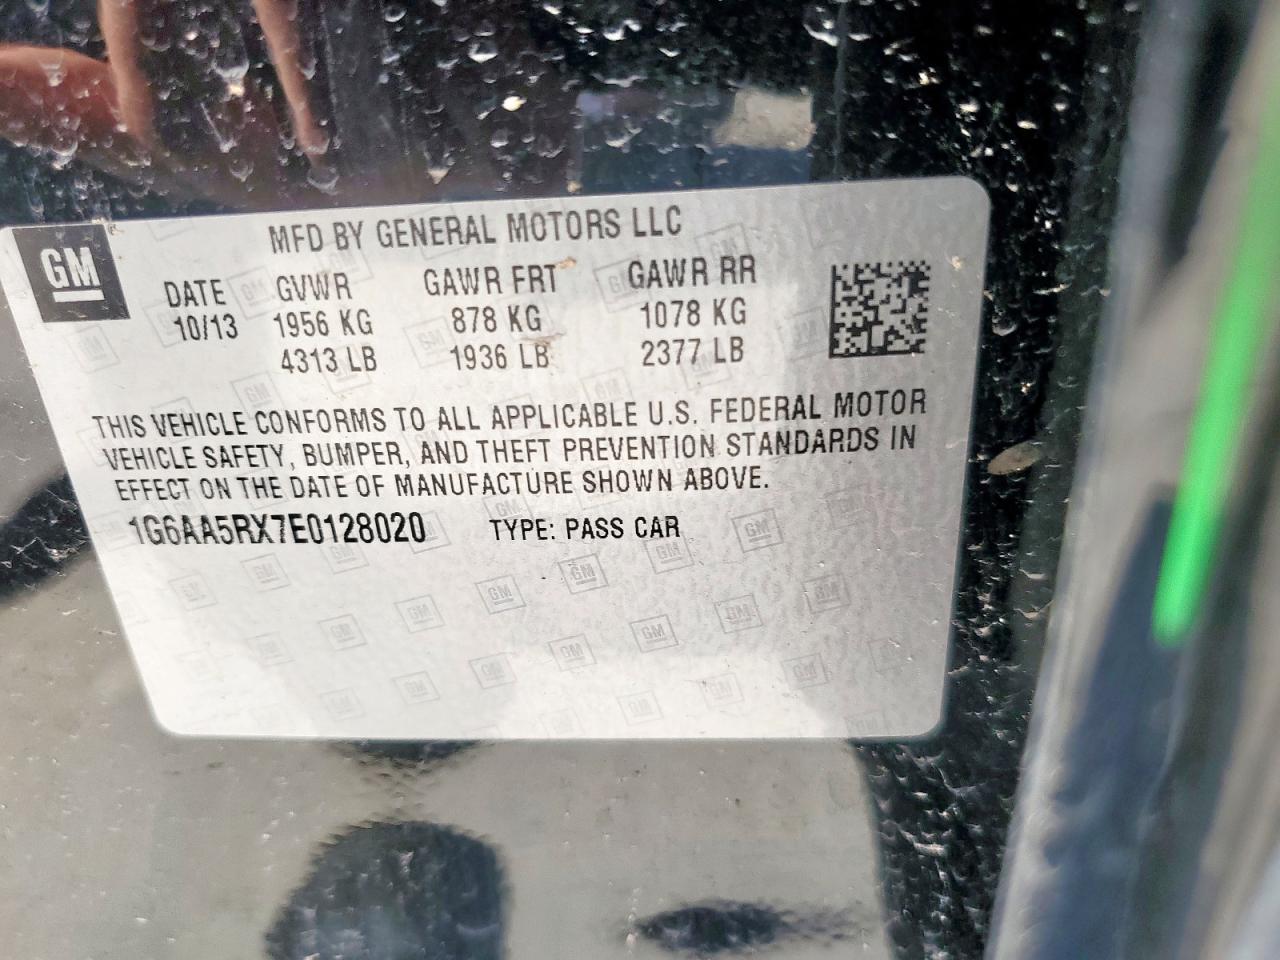 GM
MFD BY GENERAL MOTORS LLC
DATE GVWR GAWR FRT GAWR RR
10/13 1956 KG 878 KG 1078 KG
4313 LB 1936 LB 2377 LB
THIS VEHICLE CONFORMS TO ALL APPLICABLE U.S. FEDERAL MOTOR
VEHICLE SAFETY, BUMPER, AND THEFT PREVENTION STANDARDS IN
EFFECT ON THE DATE OF MANUFACTURE SHOWN ABOVE.
1G6AA5RX7E0128020 TYPE: PASS CAR